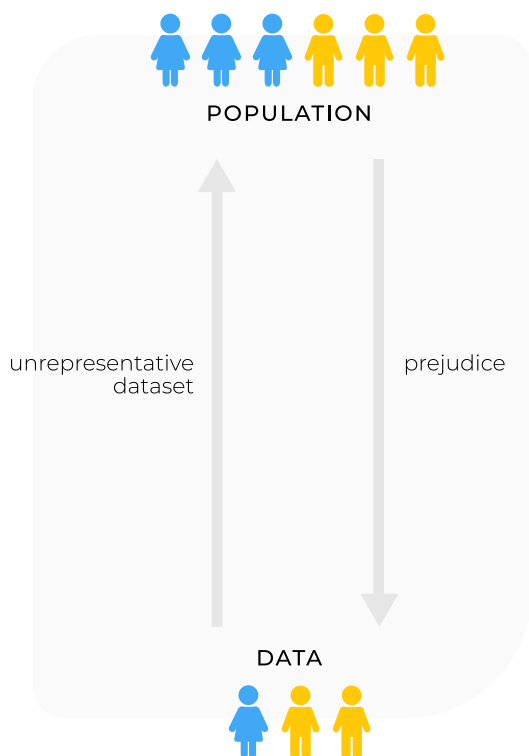 POPULATION
unrepresentative
dataset
prejudice
DATA